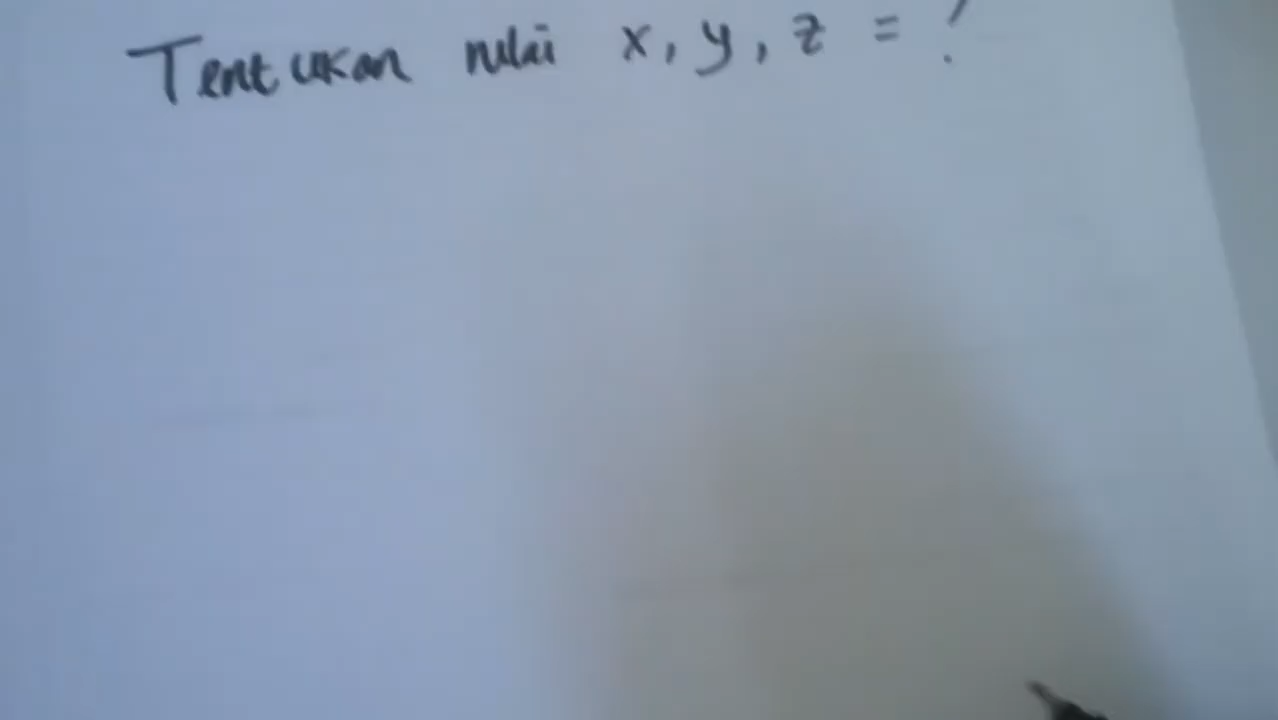 Tentukan nilai x, y, z = !